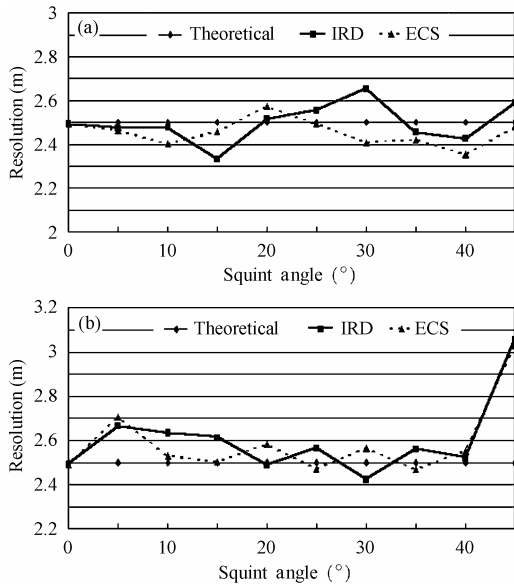 (a)
Theoretical IRD ECS
3
2.8
2.6
2.4
2.2
2
Resolution (m)
0 10 20 30 40
Squint angle (°)
(b)
Theoretical IRD ECS
3.2
3
2.8
2.6
2.4
2.2
Resolution (m)
0 10 20 30 40
Squint angle (°)